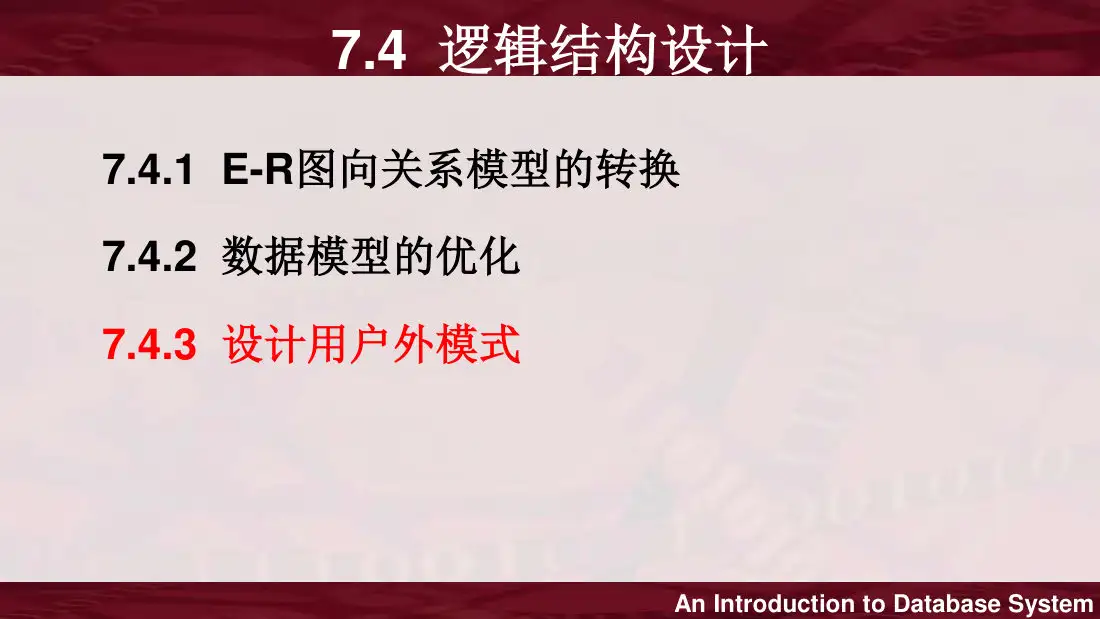 7.4 逻辑结构设计
7.4.1 E-R图向关系模型的转换
7.4.2 数据模型的优化
7.4.3 设计用户外模式
An Introduction to Database System